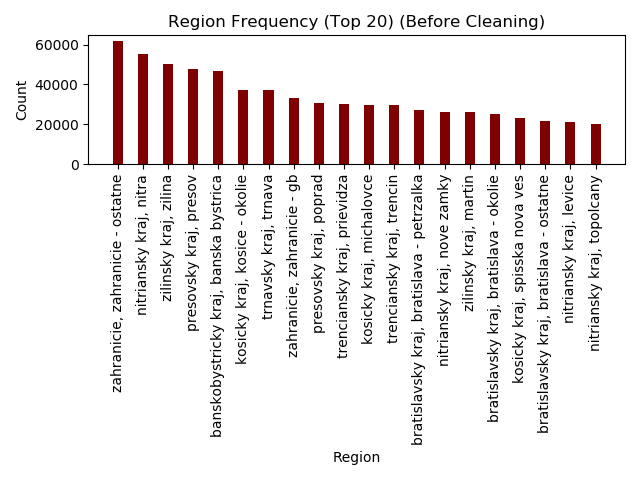 Region Frequency (Top 20) (Before Cleaning)
Count
60000
40000
20000
0
zahranicie, zahranicie - ostatne
nitriansky kraj, nitra
zilinsky kraj, zilina
presovsky kraj, presov
banskobystricky kraj, banska bystrica
kosicky kraj, kosice - okolie
trnavsky kraj, trnava
zahranicie, zahranicie - gb
presovsky kraj, poprad
trenciansky kraj, prievidza
kosicky kraj, michalovce
trenciansky kraj, trencin
bratislavsky kraj, bratislava - petrzalka
nitriansky kraj, nove zamky
zilinsky kraj, martin
bratislavsky kraj, bratislava - okolie
kosicky kraj, spisska nova ves
bratislavsky kraj, bratislava - ostatne
nitriansky kraj, levice
nitriansky kraj, topolcany
Region